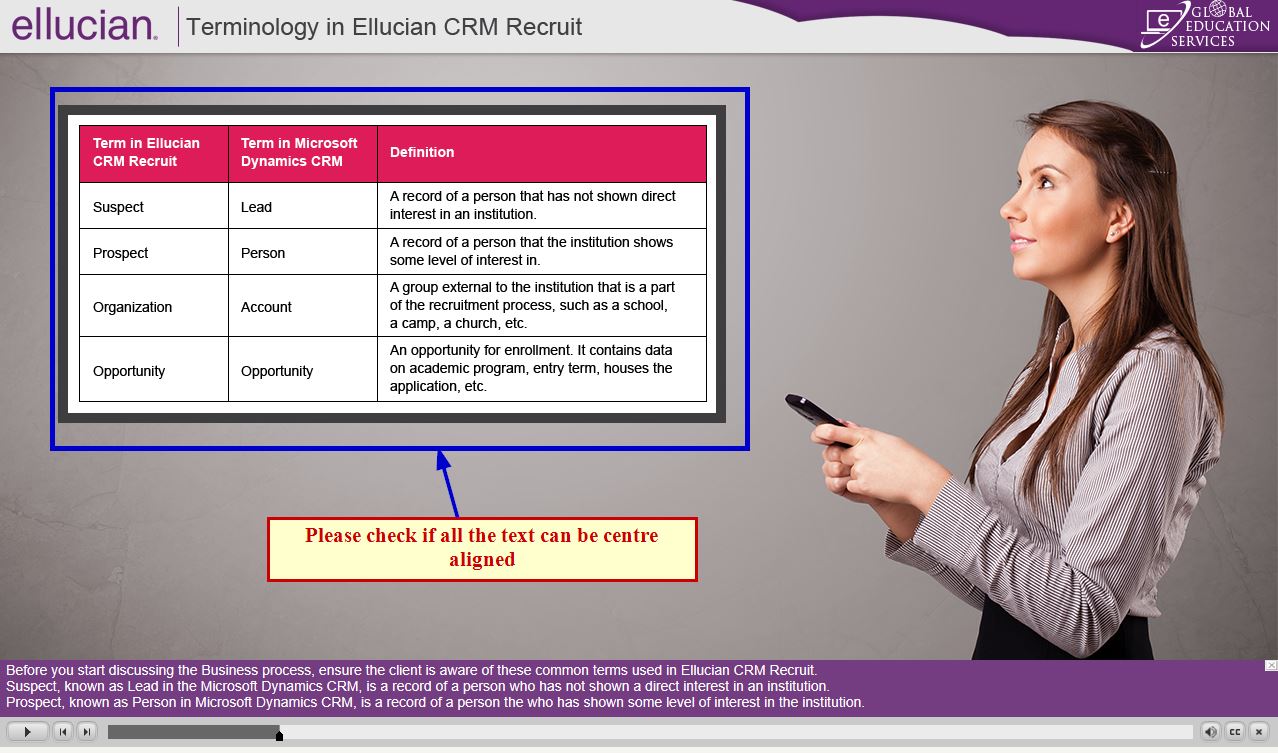 ellucian®
Terminology in Ellucian CRM Recruit
e
GLOBAL
EDUCATION
SERVICES
Term in Ellucian
CRM Recruit
Term in Microsoft
Dynamics CRM
Definition
Suspect
Lead
A record of a person that has not shown direct
interest in an institution.
Prospect
Person
A record of a person that the institution shows
some level of interest in.
Organization
Account
A group external to the institution that is a part
of the recruitment process, such as a school,
a camp, a church, etc.
Opportunity
Opportunity
An opportunity for enrollment. It contains data
on academic program, entry term, houses the
application, etc.
Please check if all the text can be centre
aligned
Before you start discussing the Business process, ensure the client is aware of these common terms used in Ellucian CRM Recruit.
Suspect, known as Lead in the Microsoft Dynamics CRM, is a record of a person who has not shown a direct interest in an institution.
Prospect, known as Person in Microsoft Dynamics CRM, is a record of a person the who has shown some level of interest in the institution.
CC